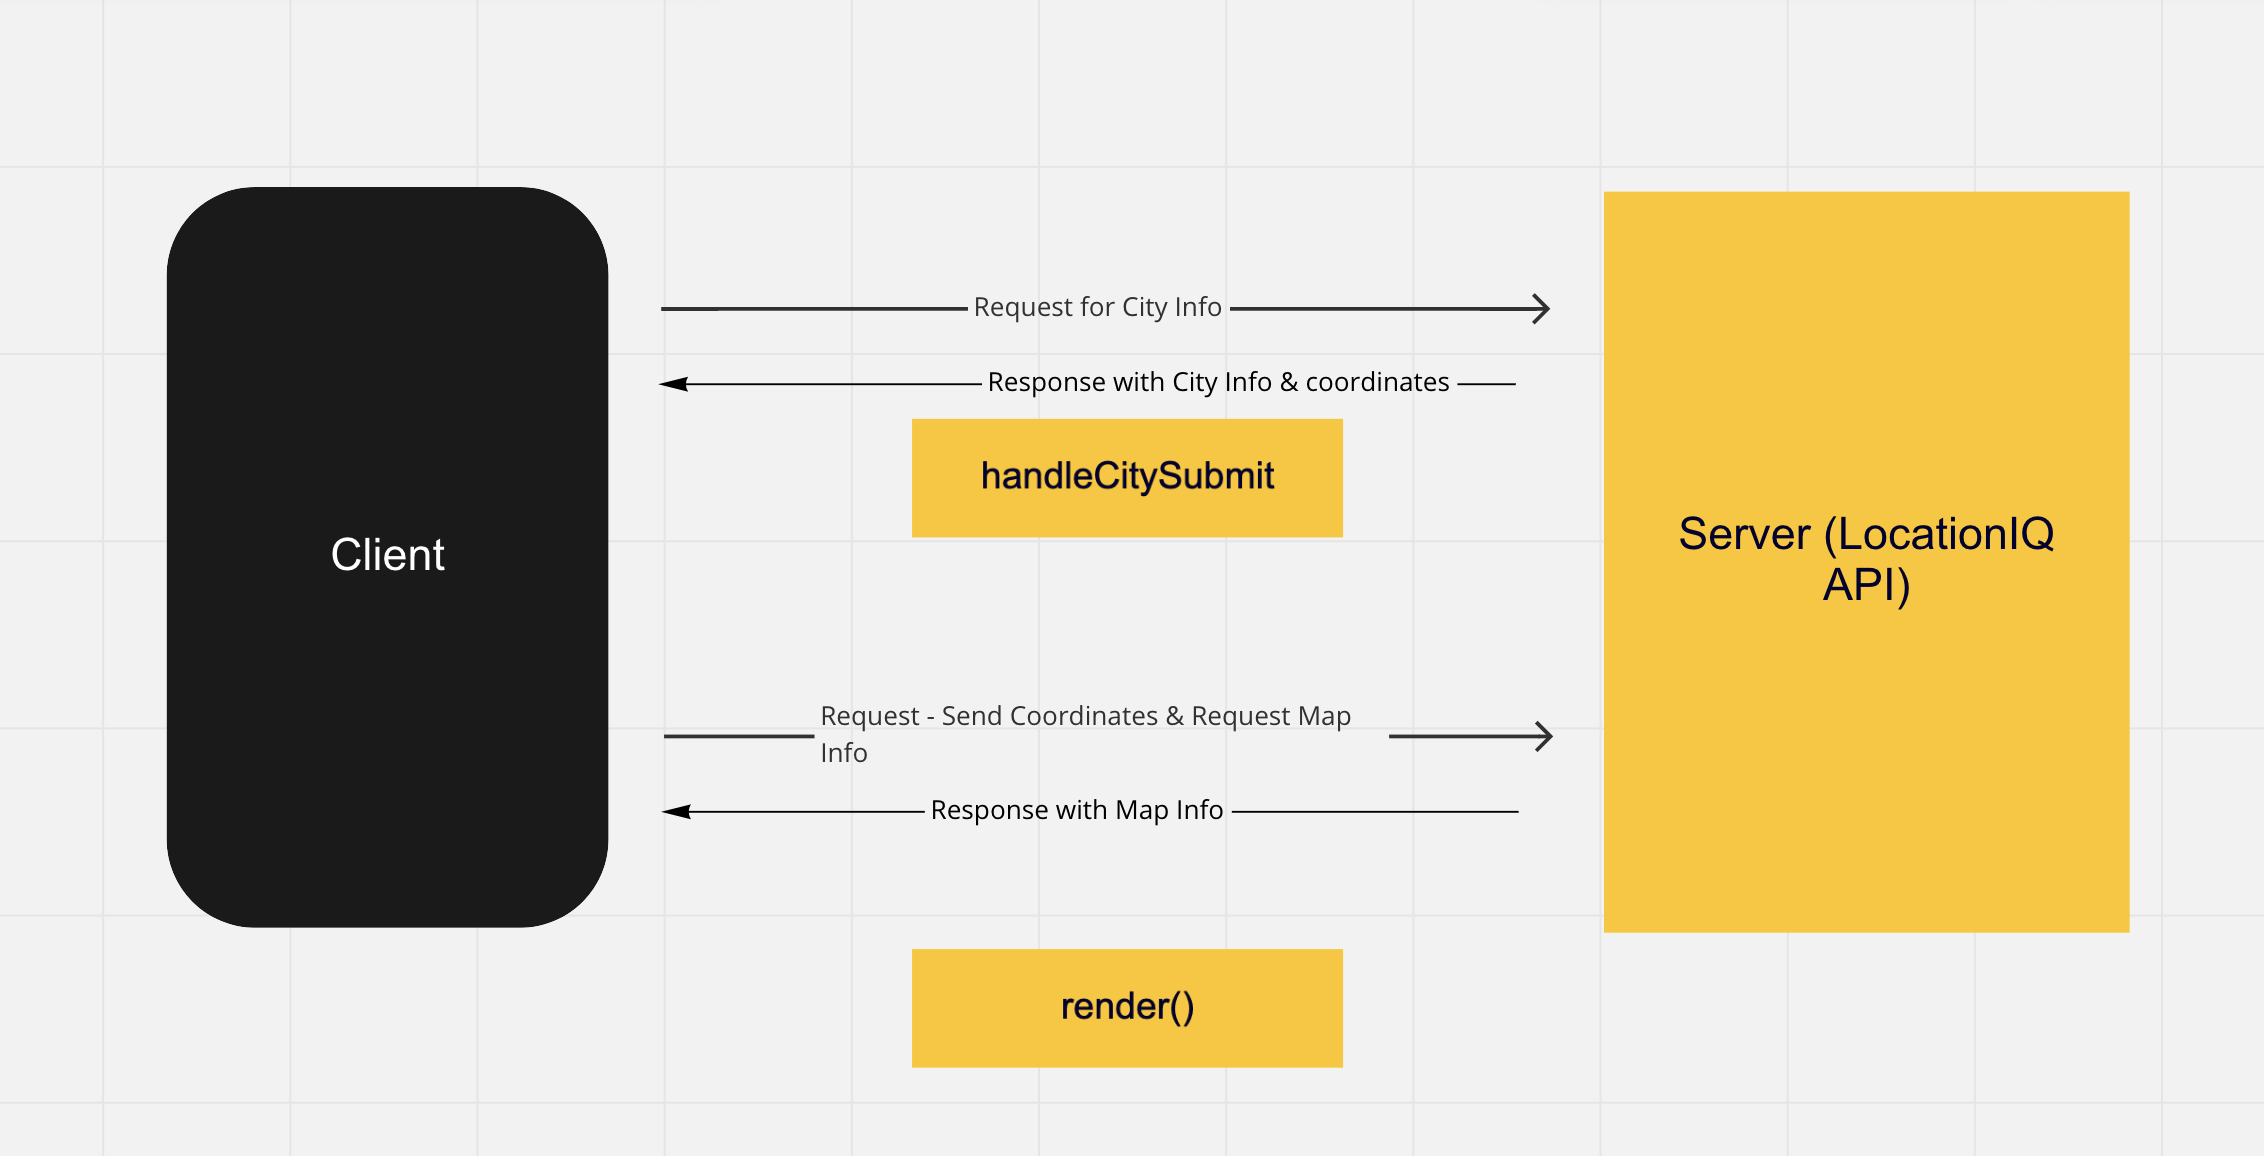 Request for City Info
Response with City Info & coordinates
handleCitySubmit
Client
Server (LocationIQ
API)
Request - Send Coordinates & Request Map
Info
Response with Map Info
render()